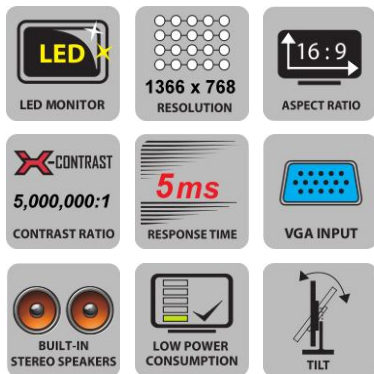 LED
LED MONITOR
1366 x 768
RESOLUTION
16:9
ASPECT RATIO
X-CONTRAST
5,000,000:1
CONTRAST RATIO
5ms
RESPONSE TIME
VGA INPUT
BUILT-IN
STEREO SPEAKERS
LOW POWER
CONSUMPTION
TILT